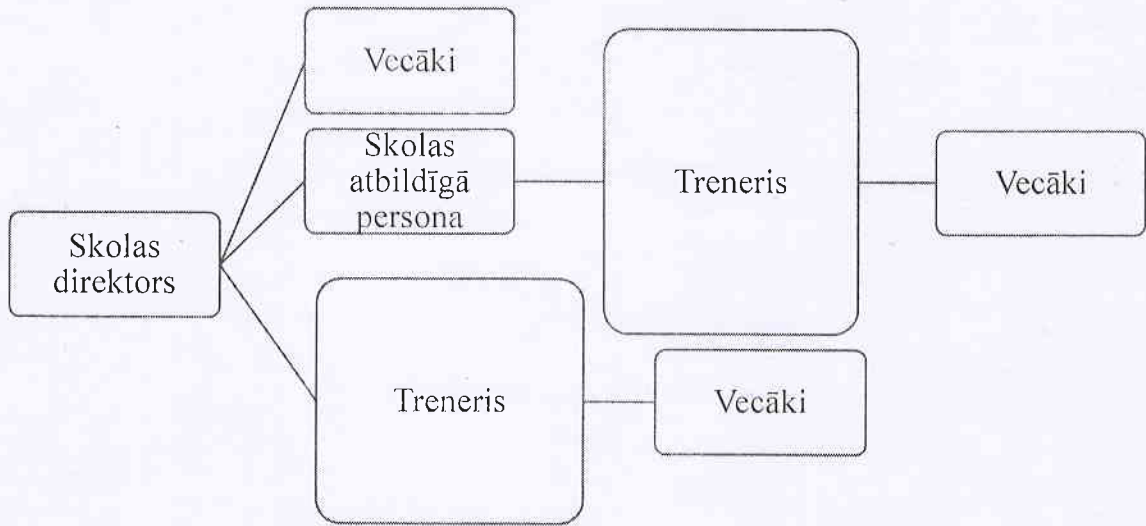 Vecāki
Skolas
atbildīgā
persona
Treneris
Vecāki
Skolas
direktors
Treneris
Vecāki